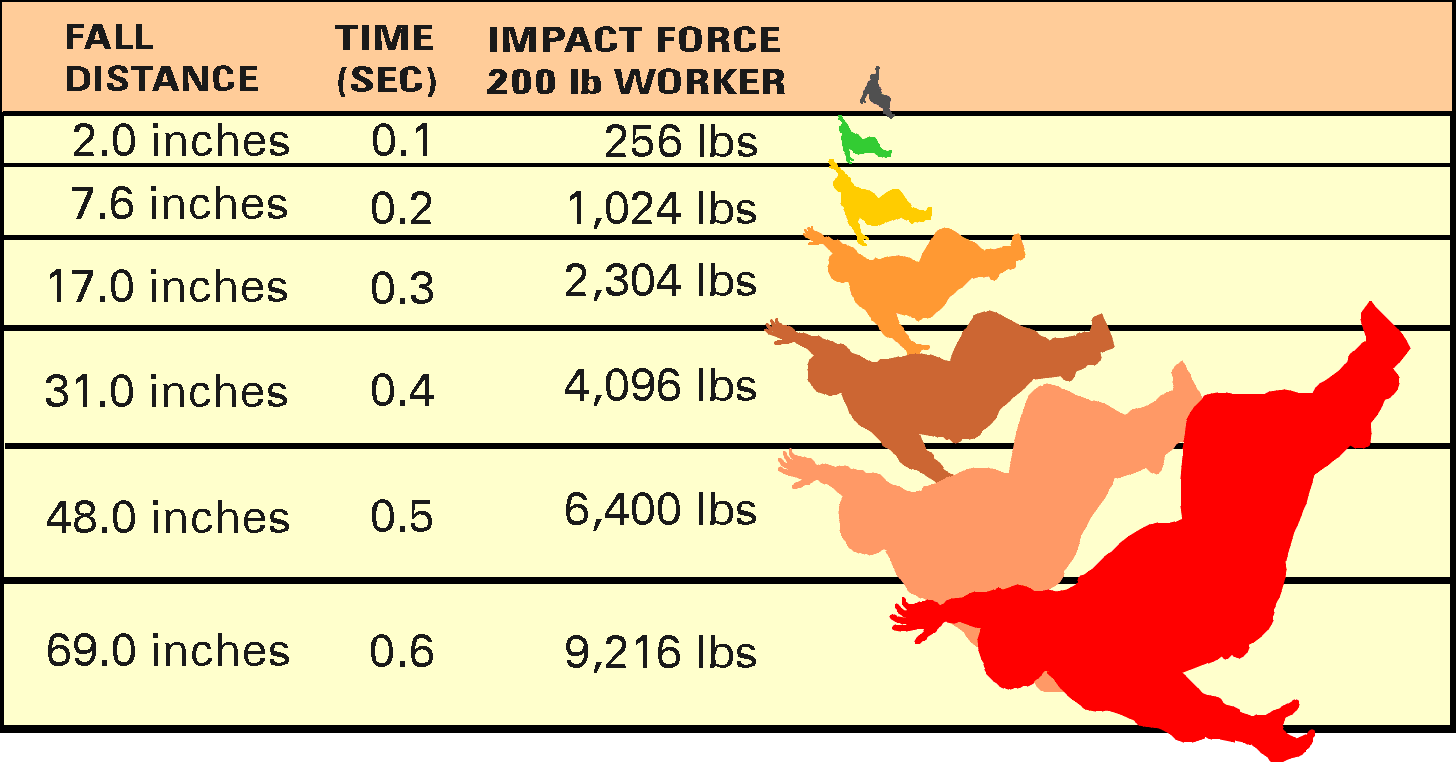 FALL DISTANCE TIME (SEC) IMPACT FORCE 200 lb WORKER
2.0 inches 0.1 256 lbs
7.6 inches 0.2 1,024 lbs
17.0 inches 0.3 2,304 lbs
31.0 inches 0.4 4,096 lbs
48.0 inches 0.5 6,400 lbs
69.0 inches 0.6 9,216 lbs